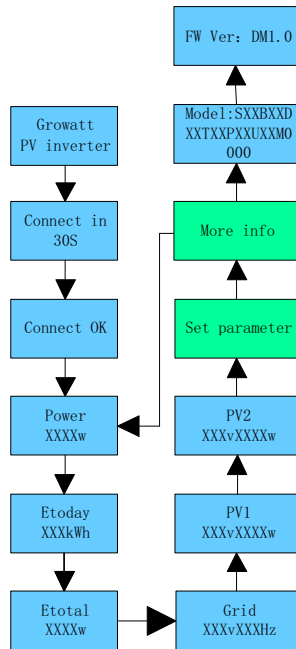 FW Ver: DM1.0
Model:SXXBXXD
XXTXXPXXUXXM0
000
Growatt
PV inverter
Connect in
30S
More info
Connect OK
Set parameter
Power
XXXXw
PV2
XXXvXXXXw
Etoday
XXXkWh
PV1
XXXvXXXXw
Etotal
XXXXw
Grid
XXXvXXXHz